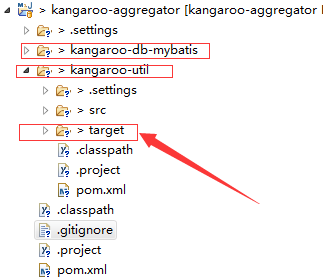 > kangaroo-aggregator [kangaroo-aggregator
> .settings
> kangaroo-db-mybatis
> kangaroo-util
> .settings
> src
> target
.classpath
.project
pom.xml
.classpath
.gitignore
.project
pom.xml